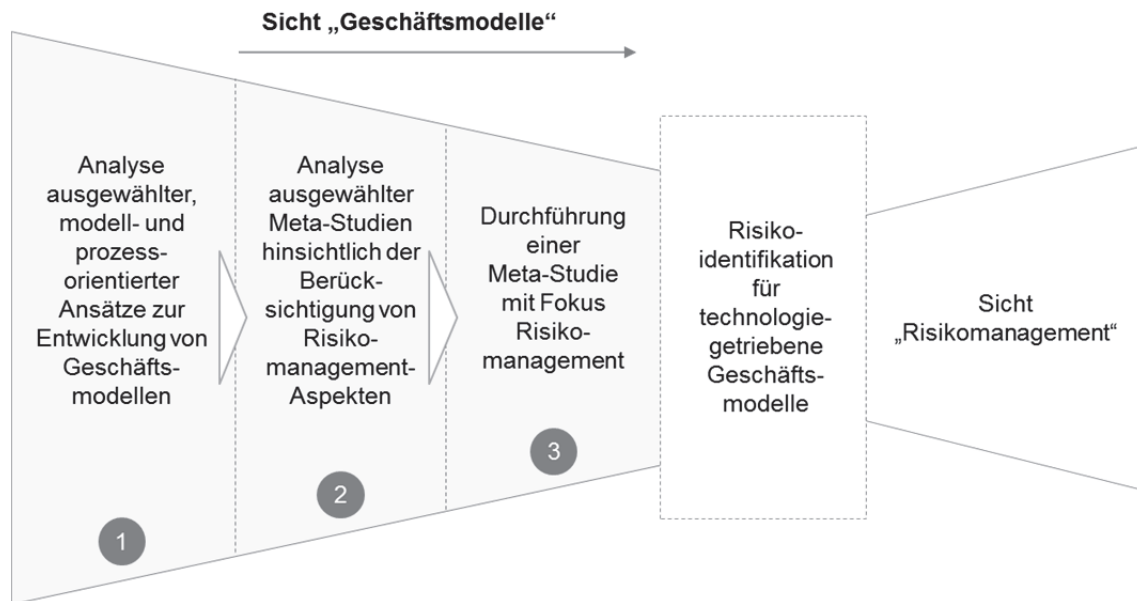 Sicht „Geschäftsmodelle“
Analyse
ausgewählter,
modell- und
prozess-
orientierter
Ansätze zur
Entwicklung von
Geschäfts-
modellen
1
Analyse
ausgewählter
Meta-Studien
hinsichtlich der
Berück-
sichtigung von
Risiko-
management-
Aspekten
2
Durchführung
einer
Meta-Studie
mit Fokus
Risiko-
management
3
Risiko-
identifikation
für
technologie-
getriebene
Geschäfts-
modelle
Sicht
„Risikomanagement“